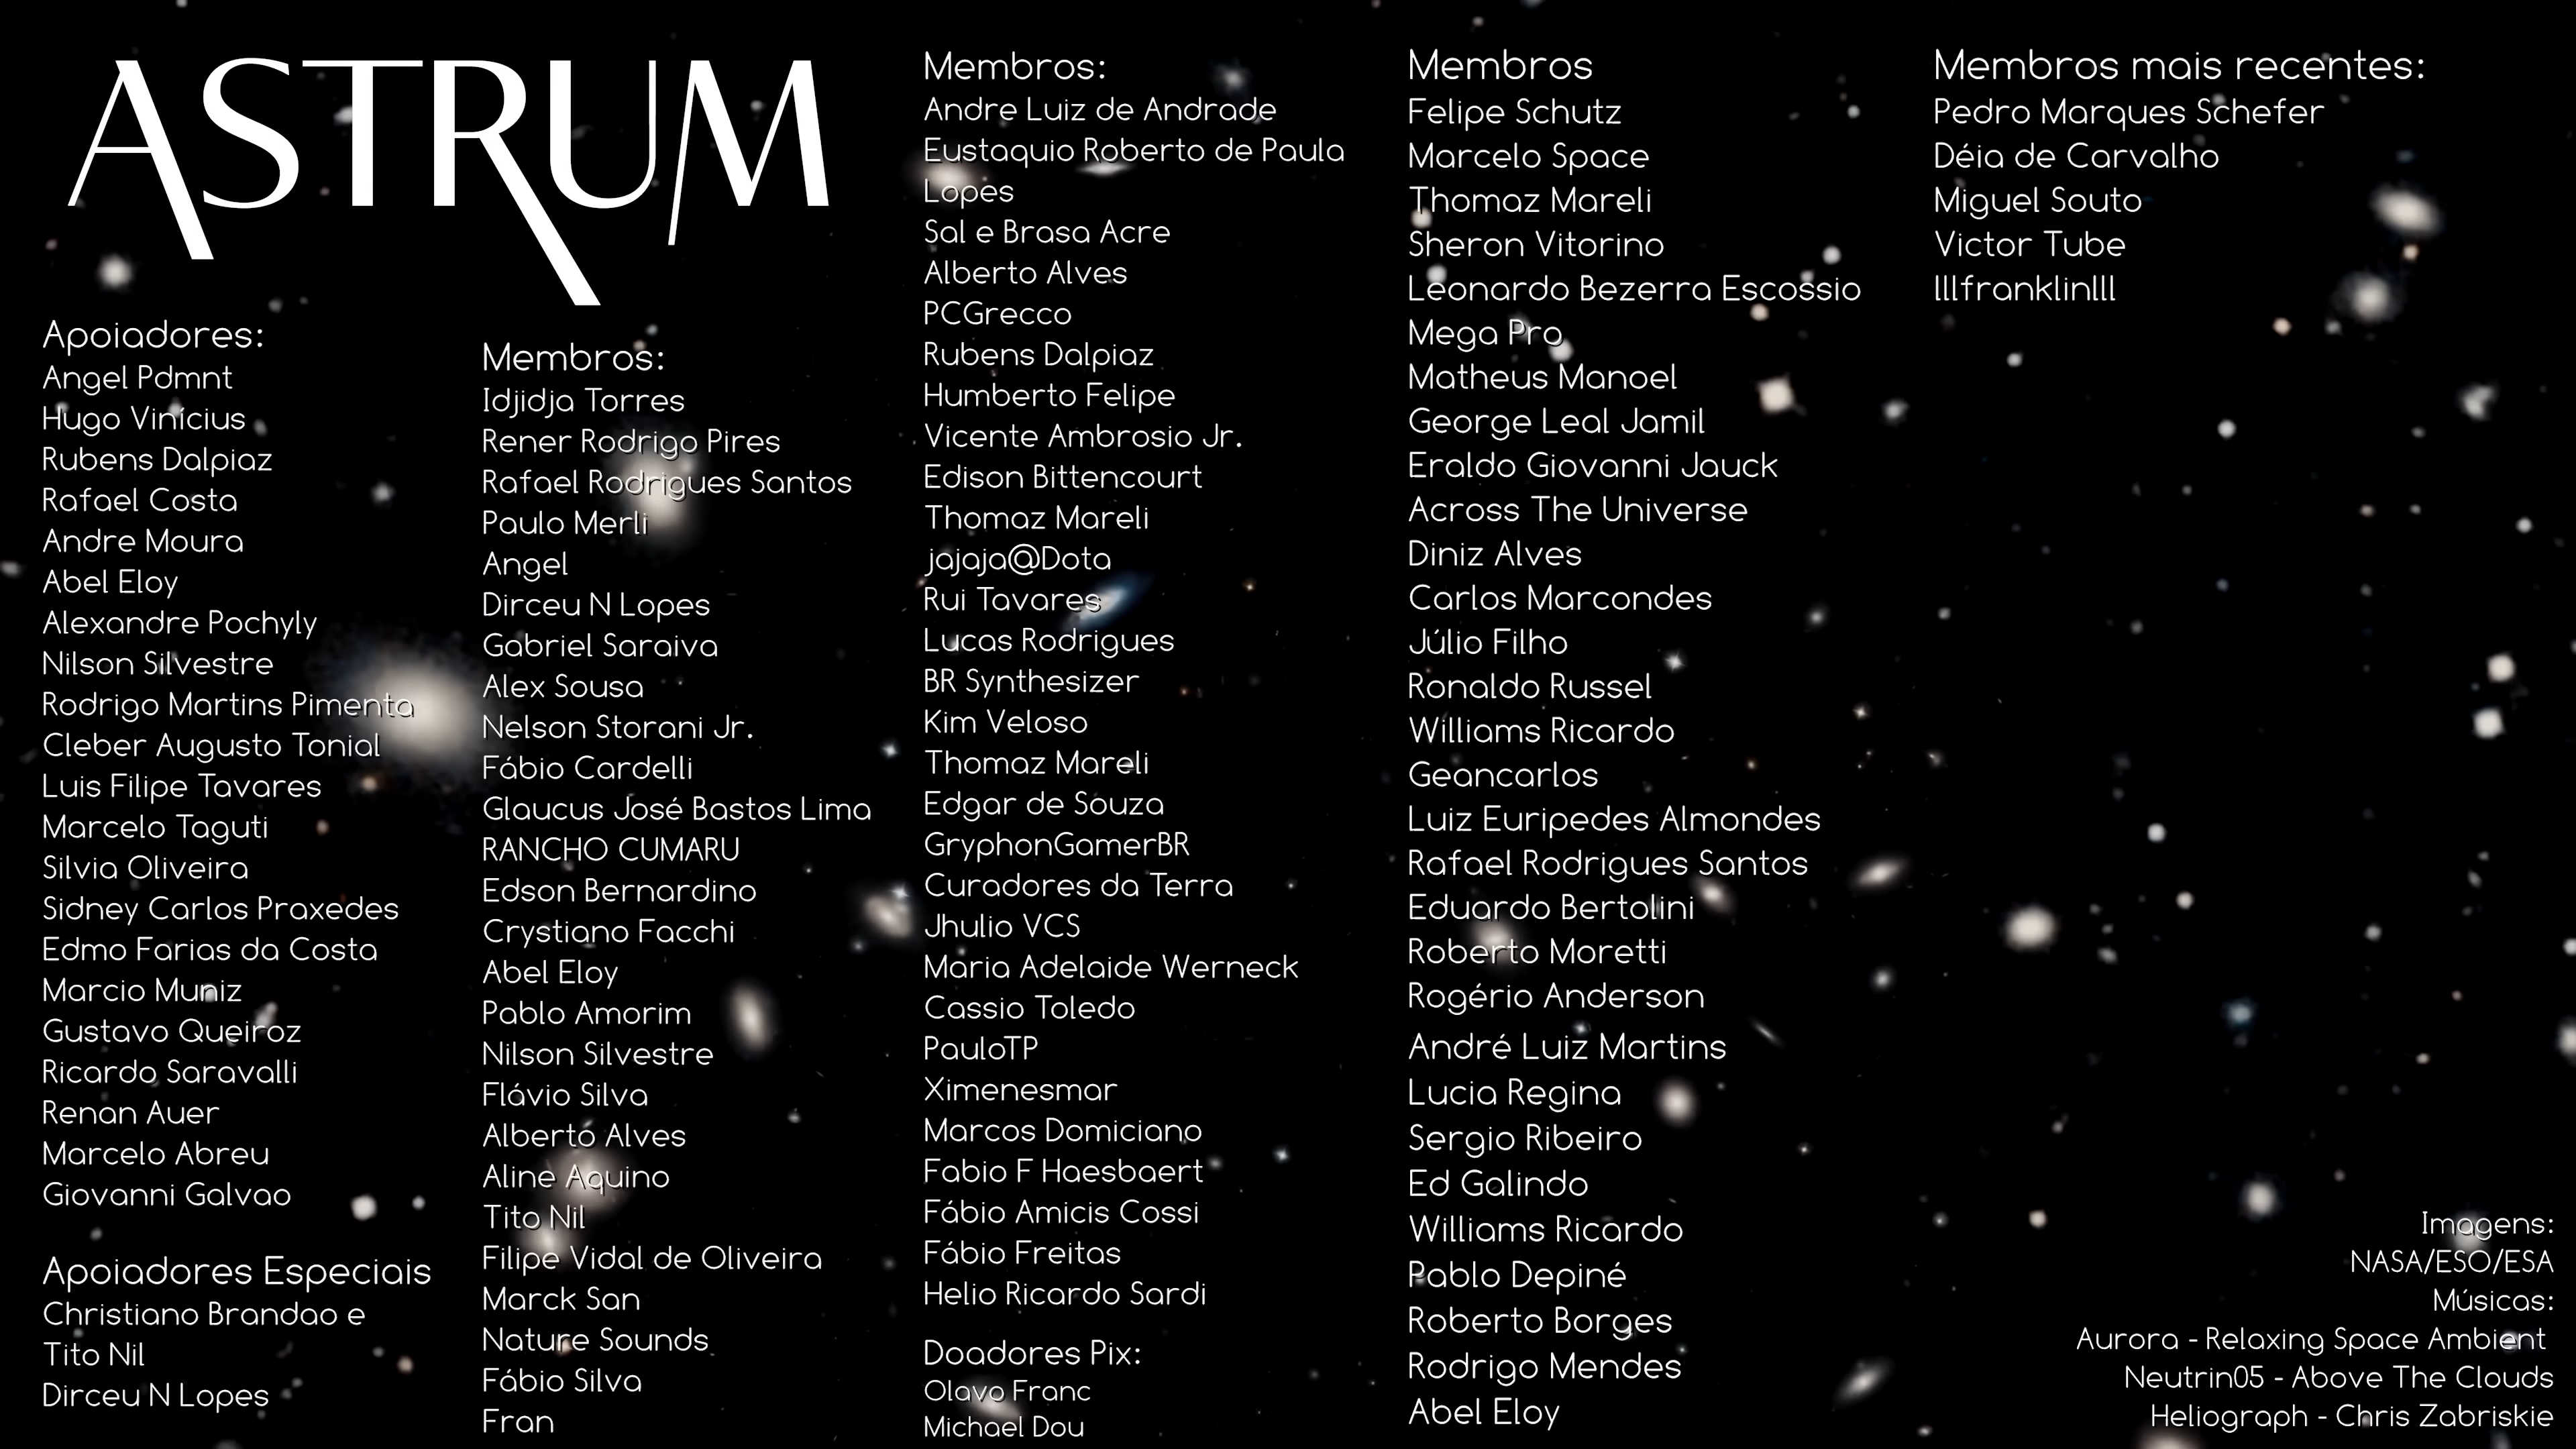 ASTRUM
Apoiadores:
Angel Pdmnt
Hugo Vinícius
Rubens Dalpiaz
Rafael Costa
Andre Moura
Abel Eloy
Alexandre Pochyly
Nilson Silvestre
Rodrigo Martins Pimenta
Cleber Augusto Tonial
Luis Filipe Tavares
Marcelo Taguti
Silvia Oliveira
Sidney Carlos Praxedes
Edmo Farias da Costa
Marcio Muniz
Gustavo Queiroz
Ricardo Saravalli
Renan Auer
Marcelo Abreu
Giovanni Galvao
Apoiadores Especiais
Christiano Brandao e
Tito Nil
Dirceu N Lopes
Membros:
Idjidja Torres
Rener Rodrigo Pires
Rafael Rodrigues Santos
Paulo Merli
Angel
Dirceu N Lopes
Gabriel Saraiva
Alex Sousa
Nelson Storani Jr.
Fábio Cardelli
Glaucus José Bastos Lima
RANCHO CUMARU
Edson Bernardino
Crystiano Facchi
Abel Eloy
Pablo Amorim
Nilson Silvestre
Flávio Silva
Alberto Alves
Aline Aquino
Tito Nil
Filipe Vidal de Oliveira
Marck San
Nature Sounds
Fábio Silva
Fran
Membros:
Andre Luiz de Andrade
Eustaquio Roberto de Paula
Lopes
Sal e Brasa Acre
Alberto Alves
PCGrecco
Rubens Dalpiaz
Humberto Felipe
Vicente Ambrosio Jr.
Edison Bittencourt
Thomaz Mareli
jajaja@Dota
Rui Tavares
Lucas Rodrigues
BR Synthesizer
Kim Veloso
Thomaz Mareli
Edgar de Souza
GryphonGamerBR
Curadores da Terra
Jhulio VCS
Maria Adelaide Werneck
Cassio Toledo
PauloTP
Ximenesmar
Marcos Domiciano
Fabio F Haesbaert
Fábio Amicis Cossi
Fábio Freitas
Helio Ricardo Sardi
Doadores Pix:
Olavo Franc
Michael Dou
Membros
Felipe Schutz
Marcelo Space
Thomaz Mareli
Sheron Vitorino
Leonardo Bezerra Escossio
Mega Pro
Matheus Manoel
George Leal Jamil
Eraldo Giovanni Jauck
Across The Universe
Diniz Alves
Carlos Marcondes
Júlio Filho
Ronaldo Russel
Williams Ricardo
Geancarlos
Luiz Euripedes Almondes
Rafael Rodrigues Santos
Eduardo Bertolini
Roberto Moretti
Rogério Anderson
André Luiz Martins
Lucia Regina
Sergio Ribeiro
Ed Galindo
Williams Ricardo
Pablo Depiné
Roberto Borges
Rodrigo Mendes
Abel Eloy
Membros mais recentes:
Pedro Marques Schefer
Déia de Carvalho
Miguel Souto
Victor Tube
lllfranklinlll
Imagens:
NASA/ESO/ESA
Músicas:
Aurora - Relaxing Space Ambient
Neutrin05 - Above The Clouds
Heliograph - Chris Zabriskie